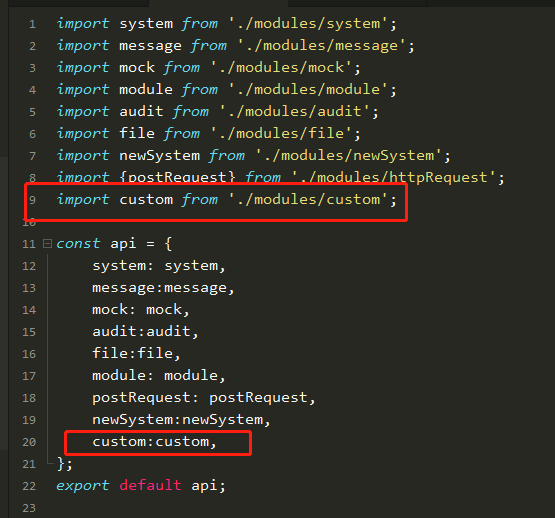 1 import system from './modules/system';
2 import message from './modules/message';
3 import mock from './modules/mock';
4 import module from './modules/module';
5 import audit from './modules/audit';
6 import file from './modules/file';
7 import newSystem from './modules/newSystem';
8 import {postRequest} from './modules/httpRequest';
9 import custom from './modules/custom';
10
11 const api = {
12 system: system,
13 message:message,
14 mock: mock,
15 audit:audit,
16 file:file,
17 module: module,
18 postRequest: postRequest,
19 newSystem:newSystem,
20 custom:custom,
21 };
22 export default api;
23